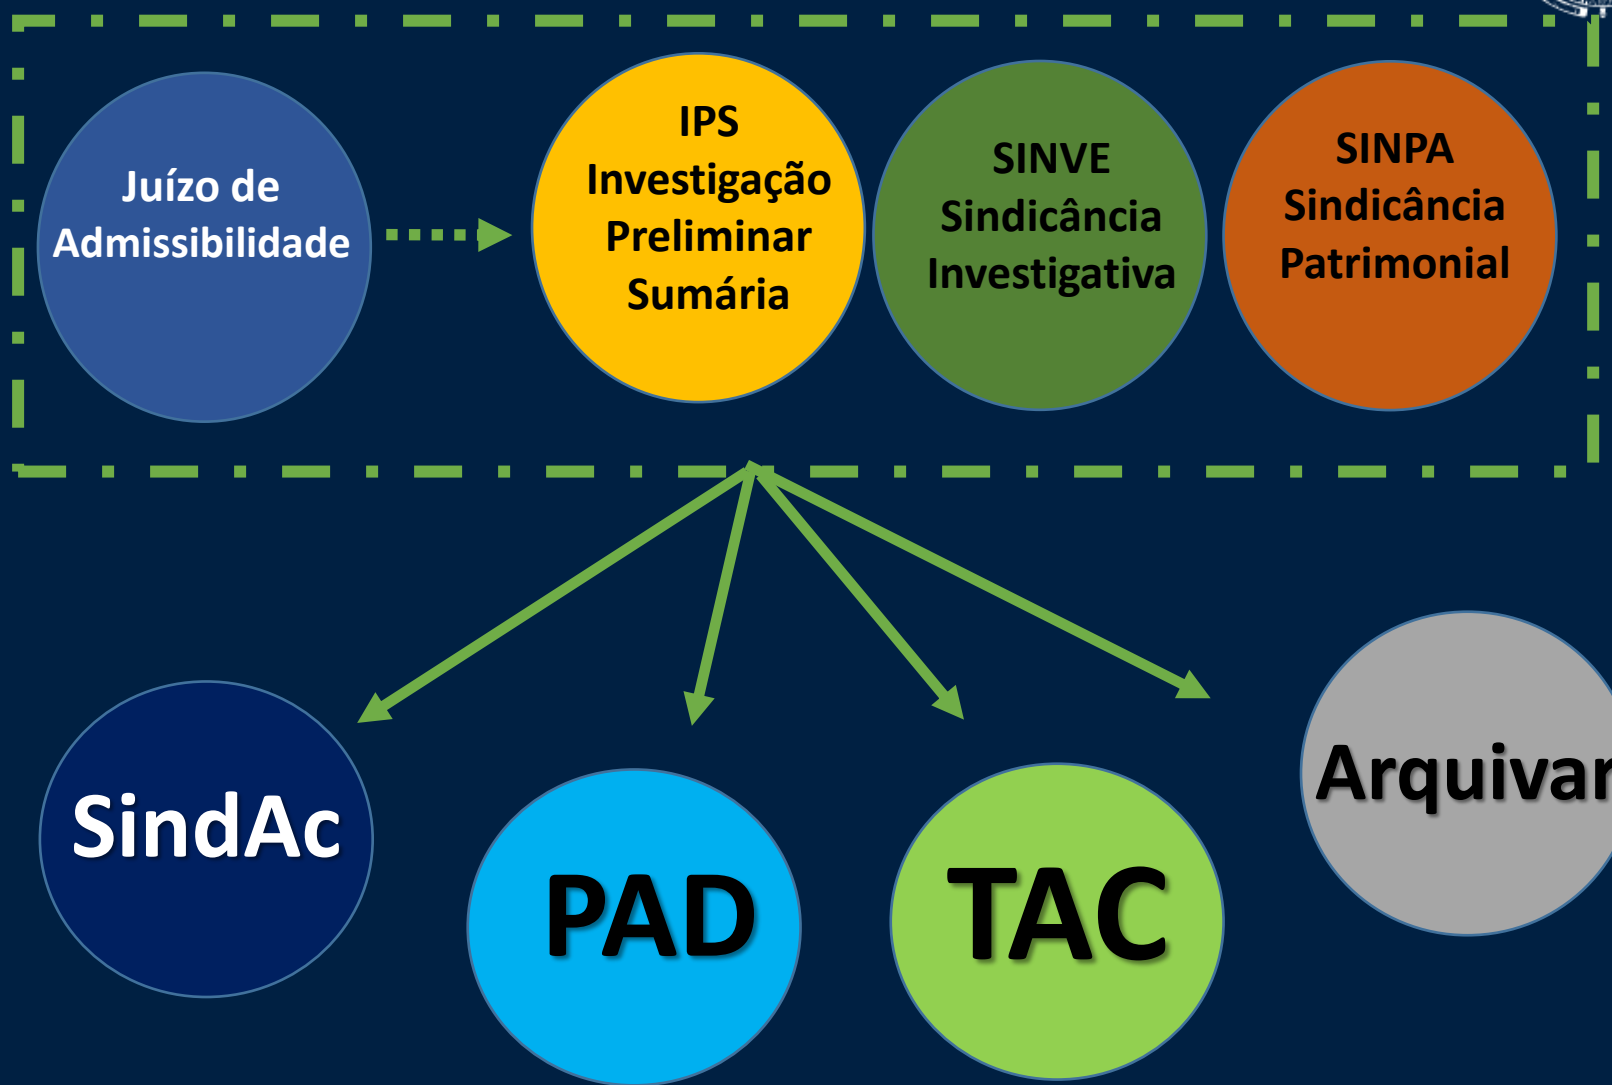 Juízo de
Admissibilidade
IPS
Investigação
Preliminar
Sumária
SINVE
Sindicância
Investigativa
SINPA
Sindicância
Patrimonial
SindAc
PAD
TAC
Arquivar